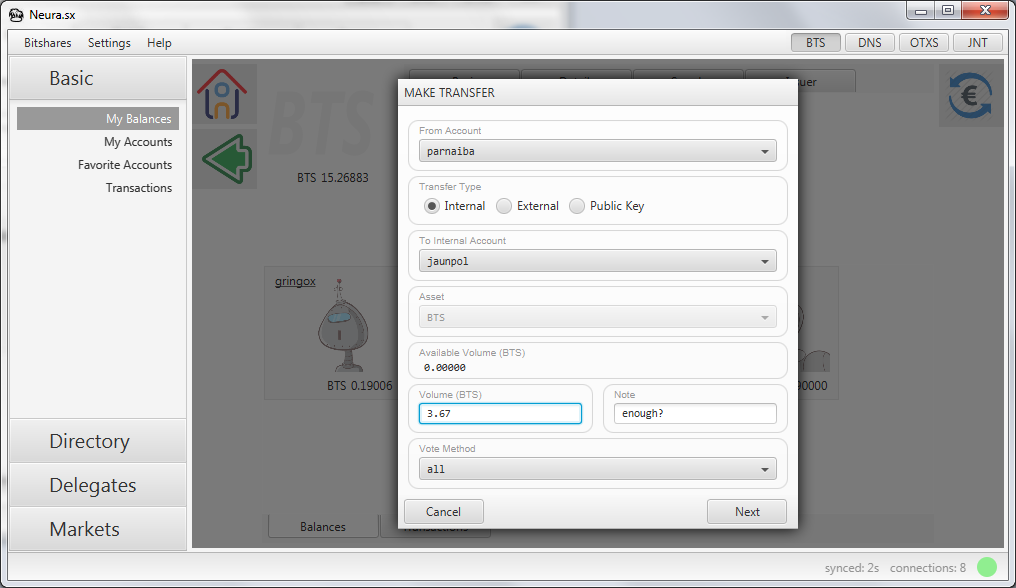 Neura.sx
Bitshares Settings Help
BTS DNS OTXS JNT
Basic
My Balances
My Accounts
Favorite Accounts
Transactions
Directory
Delegates
Markets
BTS
BTS 15.26883
gringox
BTS 0.19006
90000
Balances
MAKE TRANSFER
From Account
parnaiba
Transfer Type
Internal External Public Key
To Internal Account
jaunpol
Asset
BTS
Available Volume (BTS)
0.00000
Volume (BTS)
3.67
Note
enough?
Vote Method
all
Cancel Next
synced: 2s connections: 8